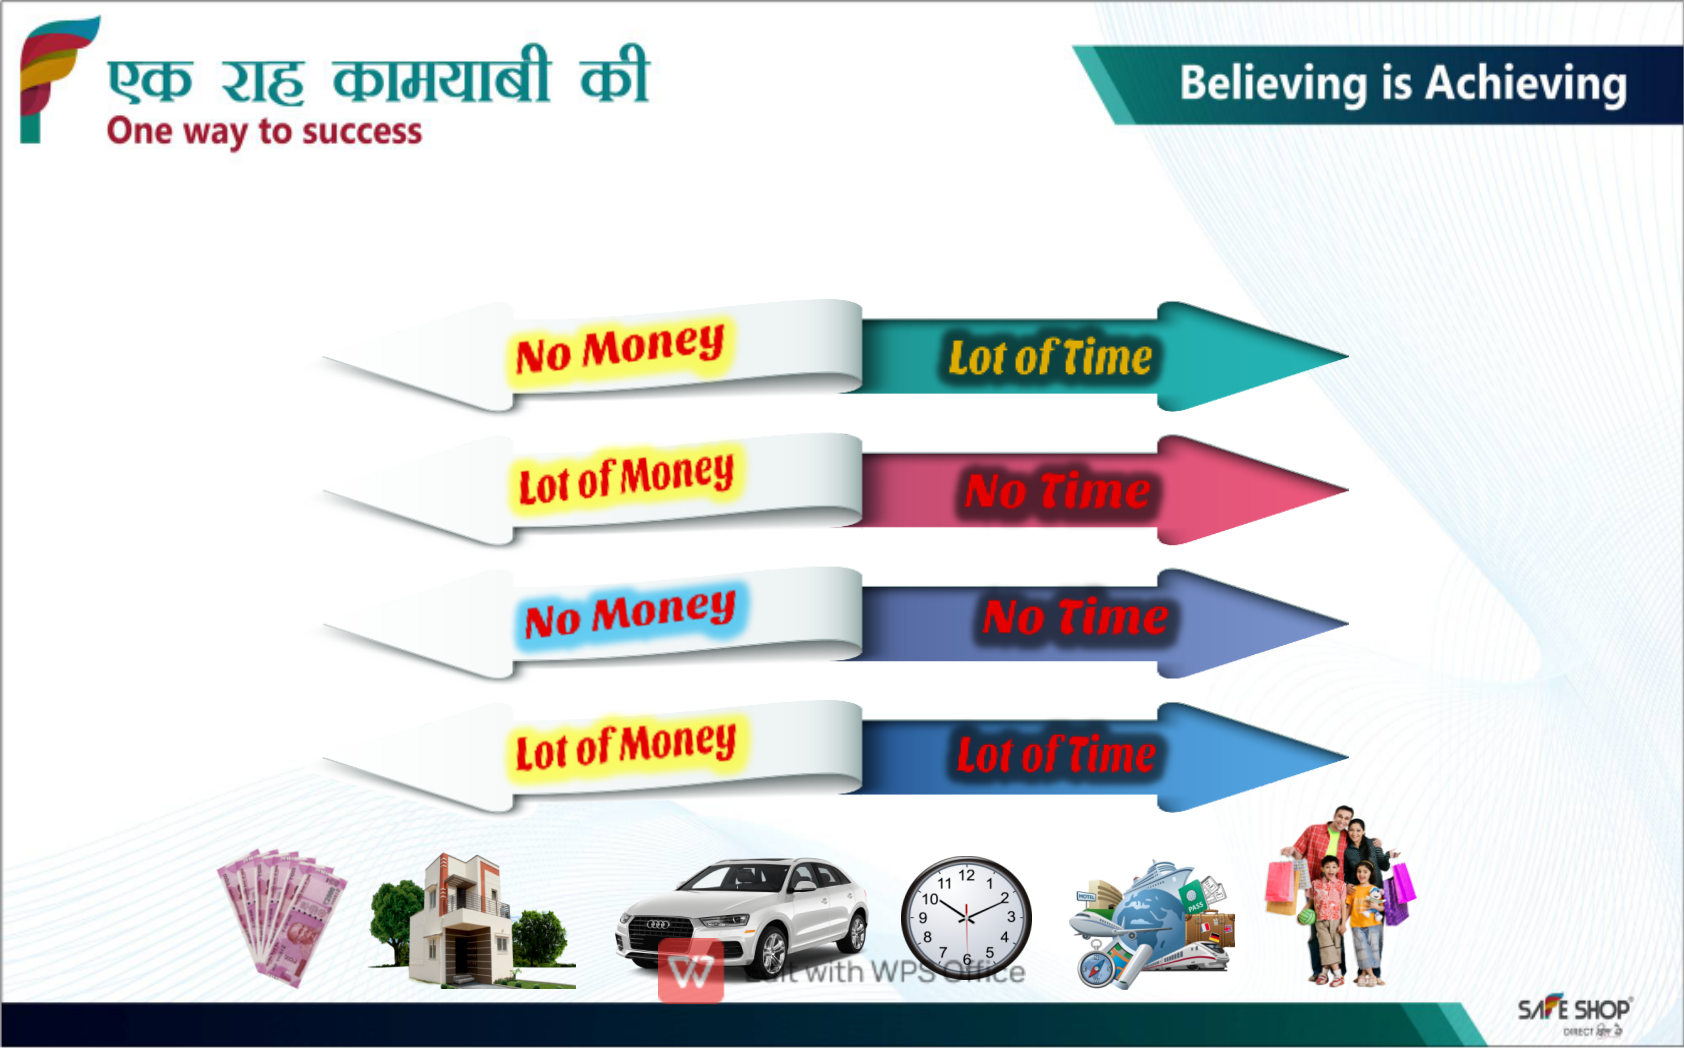 एक राह कामयाबी की
One way to success
Believing is Achieving
No Money
Lot of Time
Lot of Money
No Time
No Money
No Time
Lot of Money
Lot of Time
HOTEL
PASS
12
11
1
10
2
9
3
8
4
7
5
6
Edit with WPS Office
SAFE SHOP
DIRECT दिल से